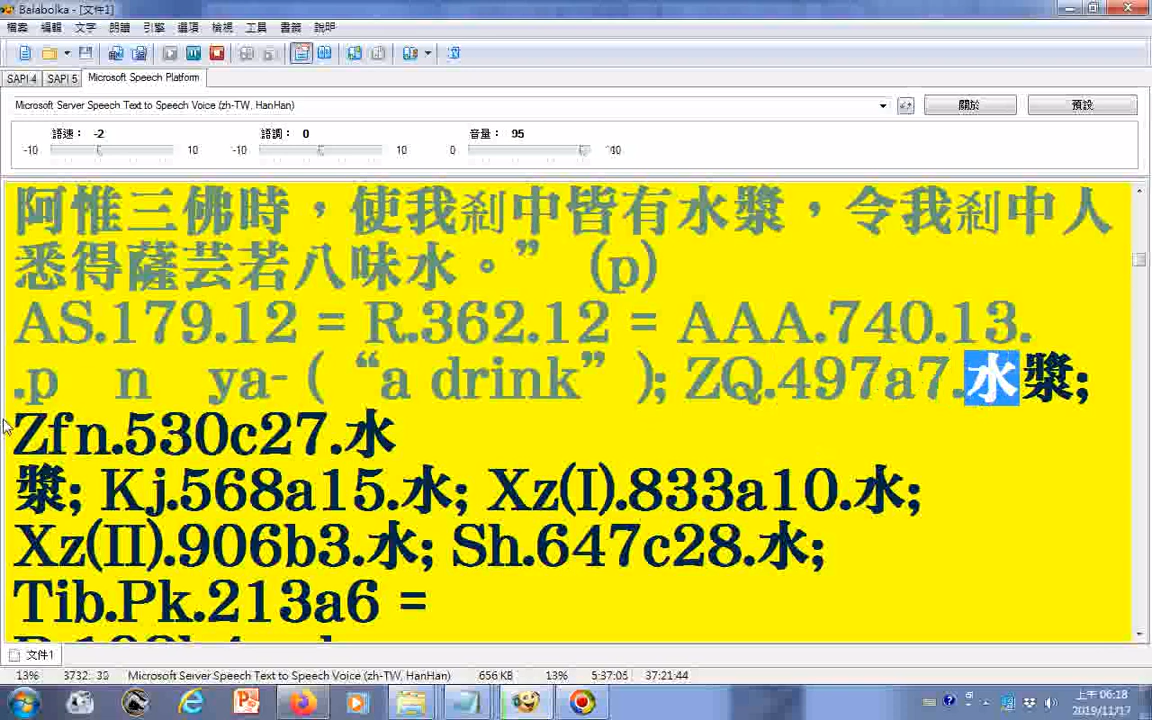 Balabolka - [文件1]
檔案 編輯 文字 朗讀 引擎 選項 檢視 工具 書籤 說明
SAPI 4 SAPI 5 Microsoft Speech Platform
Microsoft Server Speech Text to Speech Voice (zh-TW, HanHan) 關於 預設
語速： -2 語調： 0 音量： 95
-10 10 -10 10 0
阿惟三佛時，使我剎中皆有水漿，令我剎中人
悉得薩芸若八味水。” (p)
AS.179.12 = R.362.12 = AAA.740.13.
.p n ya- ( “a drink” ); ZQ.497a7.水漿;
Zfn.530c27.水
漿; Kj.568a15.水; Xz(I).833a10.水;
Xz(II).906b3.水; Sh.647c28.水;
Tib.Pk.213a6 =
文件1
13% 3732: 30 Microsoft Server Speech Text to Speech Voice (zh-TW, HanHan) 656 KB 13% 5:37:05 37:21:44
上午 06:18
2019/11/17